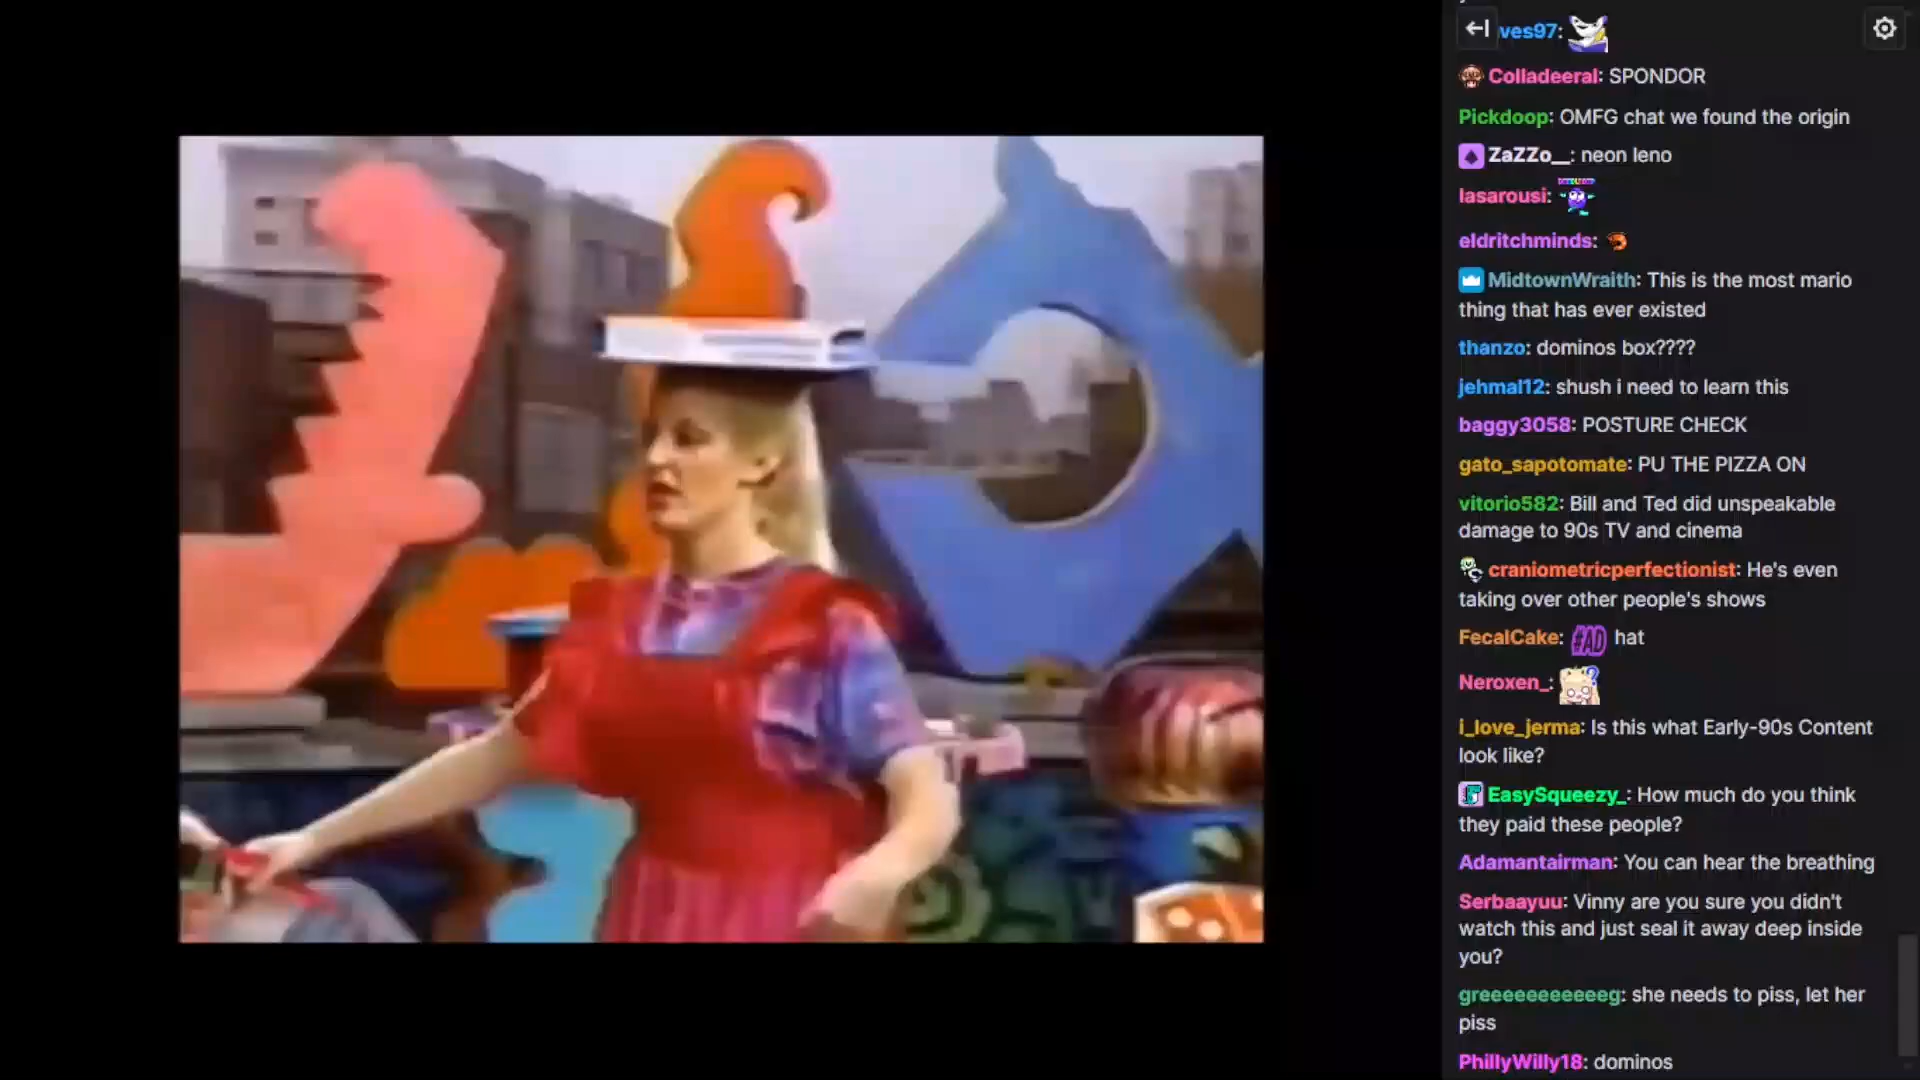 ves97:
Colladeeral: SPONDOR
Pickdoop: OMFG chat we found the origin
ZaZZo__: neon leno
lasarousi:
eldritchminds:
MidtownWraith: This is the most mario
thing that has ever existed
thanzo: dominos box????
jehmal12: shush i need to learn this
baggy3058: POSTURE CHECK
gato_sapotomate: PU THE PIZZA ON
vitorio582: Bill and Ted did unspeakable
damage to 90s TV and cinema
craniometricperfectionist: He's even
taking over other people's shows
FecalCake: #AD hat
Neroxen_:
i_love_jerma: Is this what Early-90s Content
look like?
EasySqueezy_: How much do you think
they paid these people?
Adamantairman: You can hear the breathing
Serbaayuu: Vinny are you sure you didn't
watch this and just seal it away deep inside
you?
greeeeeeeeeeeg: she needs to piss, let her
piss
PhillyWilly18: dominos